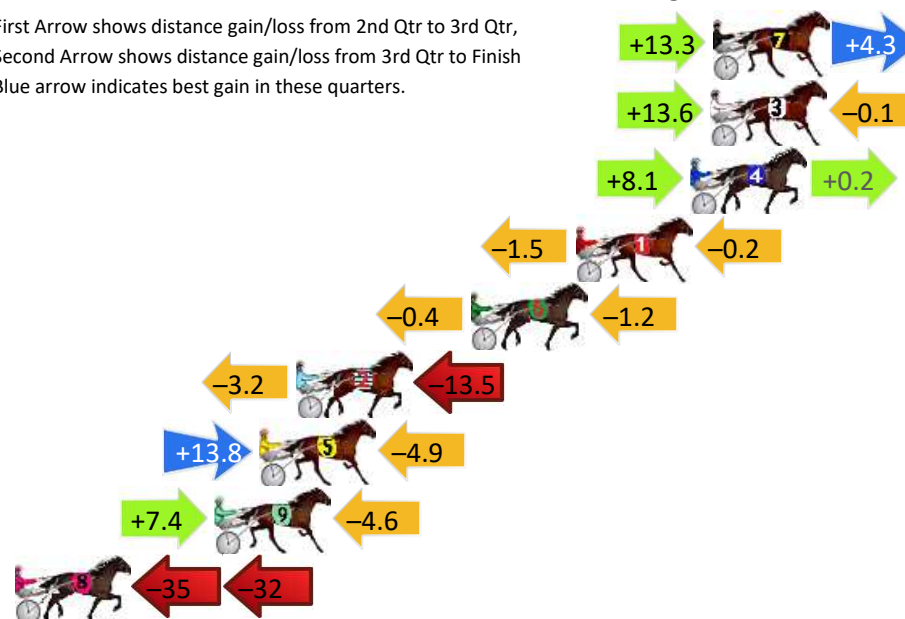 First Arrow shows distance gain/loss from 2nd Qtr to 3rd Qtr,
Second Arrow shows distance gain/loss from 3rd Qtr to Finish
Blue arrow indicates best gain in these quarters.
+13.3 7 +4.3
+13.6 3 –0.1
+8.1 4 +0.2
–1.5 1 –0.2
–0.4 6 –1.2
–3.2 2 –13.5
+13.8 5 –4.9
+7.4 9 –4.6
8 –35 –32